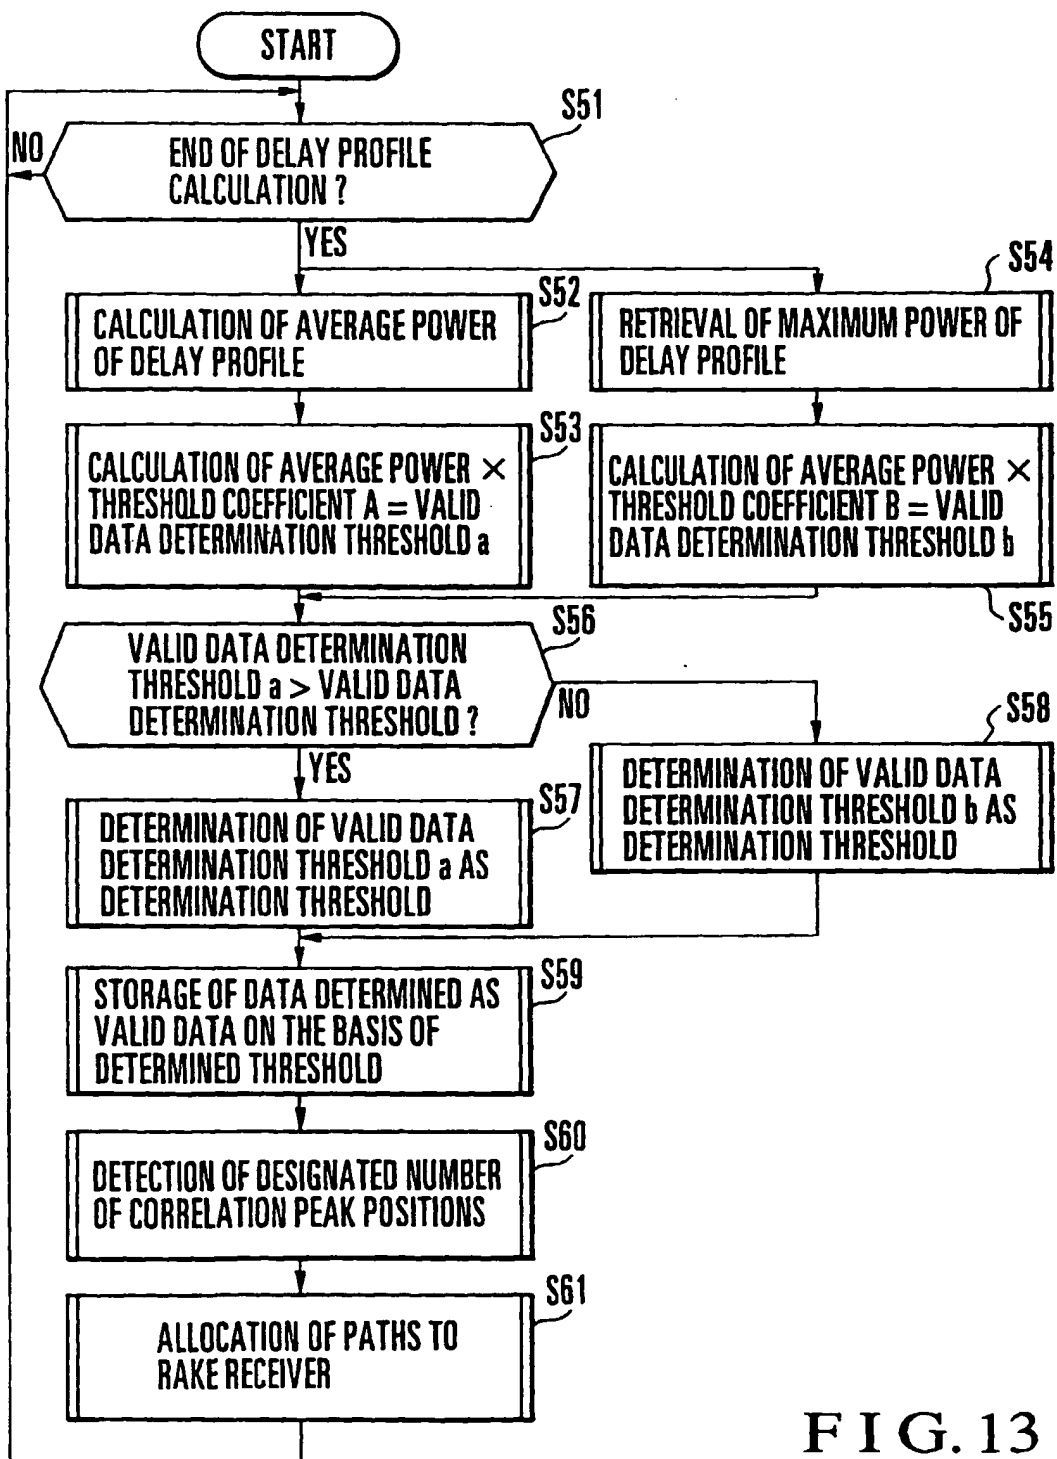 START
S51
END OF DELAY PROFILE
CALCULATION ?
NO
YES
S52
CALCULATION OF AVERAGE POWER
OF DELAY PROFILE
S54
RETRIEVAL OF MAXIMUM POWER OF
DELAY PROFILE
S53
CALCULATION OF AVERAGE POWER ×
THRESHOLD COEFFICIENT A = VALID
DATA DETERMINATION THRESHOLD a
CALCULATION OF AVERAGE POWER ×
THRESHOLD COEFFICIENT B = VALID
DATA DETERMINATION THRESHOLD b
S55
S56
VALID DATA DETERMINATION
THRESHOLD a > VALID DATA
DETERMINATION THRESHOLD ?
NO
YES
S58
DETERMINATION OF VALID DATA
DETERMINATION THRESHOLD b AS
DETERMINATION THRESHOLD
S57
DETERMINATION OF VALID DATA
DETERMINATION THRESHOLD a AS
DETERMINATION THRESHOLD
S59
STORAGE OF DATA DETERMINED AS
VALID DATA ON THE BASIS OF
DETERMINED THRESHOLD
S60
DETECTION OF DESIGNATED NUMBER
OF CORRELATION PEAK POSITIONS
S61
ALLOCATION OF PATHS TO
RAKE RECEIVER
FIG. 13